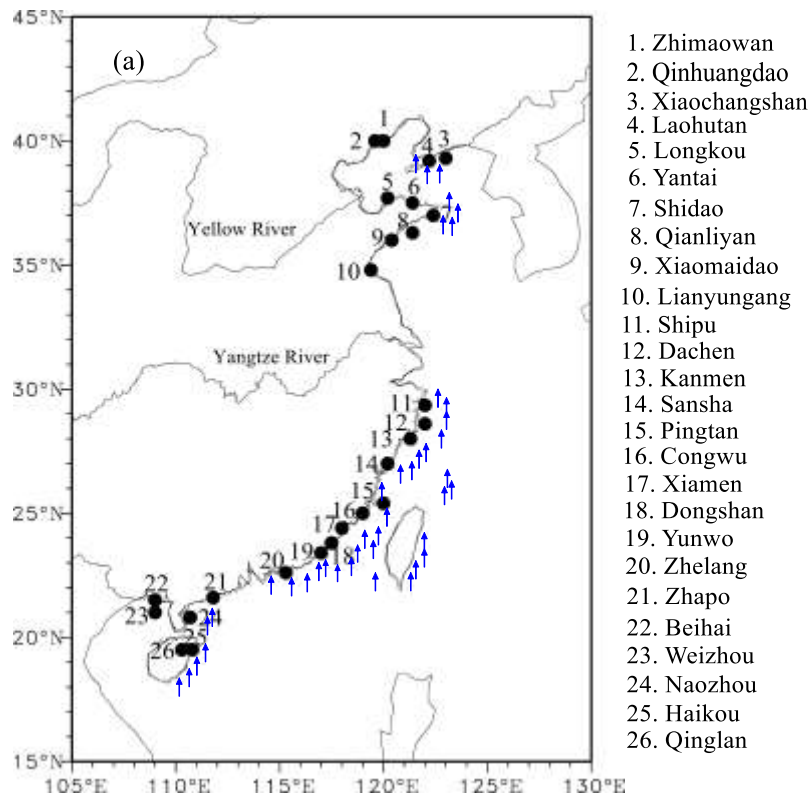 45°N
(a)
1
2
3
4
40°N
5
6
7
8
Yellow River
9
35°N
10
Yangtze River
30°N
11
12
13
14
15
25°N
16
17
18
19
20
21
22
23
24
20°N
25
26
15°N
105°E
110°E
115°E
120°E
125°E
130°E
1. Zhimaowan
2. Qinhuangdao
3. Xiaochangshan
4. Laohutan
5. Longkou
6. Yantai
7. Shidao
8. Qianliyan
9. Xiaomaidao
10. Lianyungang
11. Shipu
12. Dachen
13. Kanmen
14. Sansha
15. Pingtan
16. Congwu
17. Xiamen
18. Dongshan
19. Yunwo
20. Zhelang
21. Zhapo
22. Beihai
23. Weizhou
24. Naozhou
25. Haikou
26. Qinglan